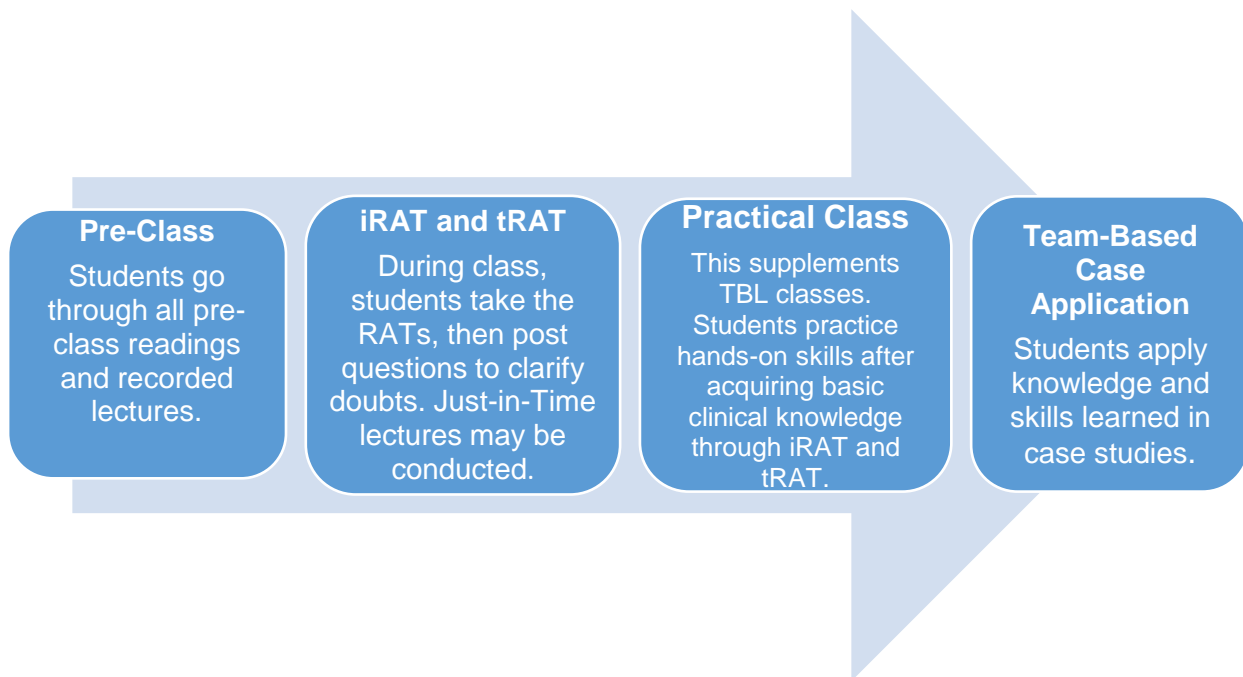 Pre-Class
Students go
through all pre-
class readings
and recorded
lectures.
iRAT and tRAT
During class,
students take the
RATs, then post
questions to clarify
doubts. Just-in-Time
lectures may be
conducted.
Practical Class
This supplements
TBL classes.
Students practice
hands-on skills after
acquiring basic
clinical knowledge
through iRAT and
tRAT.
Team-Based
Case
Application
Students apply
knowledge and
skills learned in
case studies.